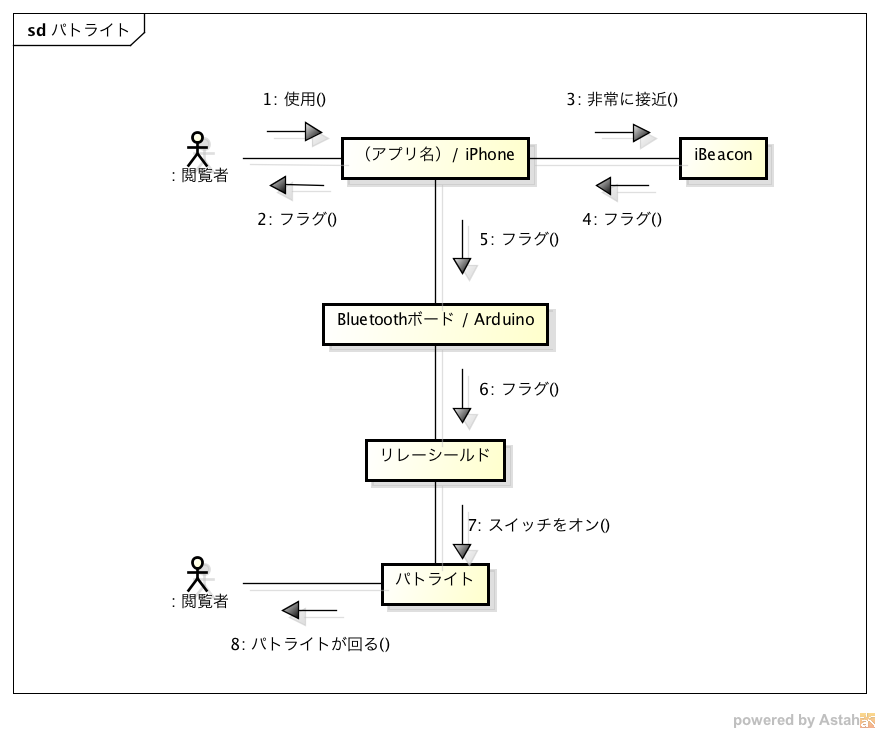 sd パトライト
1: 使用()
3: 非常に接近()
（アプリ名）/ iPhone
iBeacon
: 閲覧者
2: フラグ()
4: フラグ()
5: フラグ()
Bluetoothボード / Arduino
6: フラグ()
リレーシールド
7: スイッチをオン()
パトライト
: 閲覧者
8: パトライトが回る()
powered by Astah